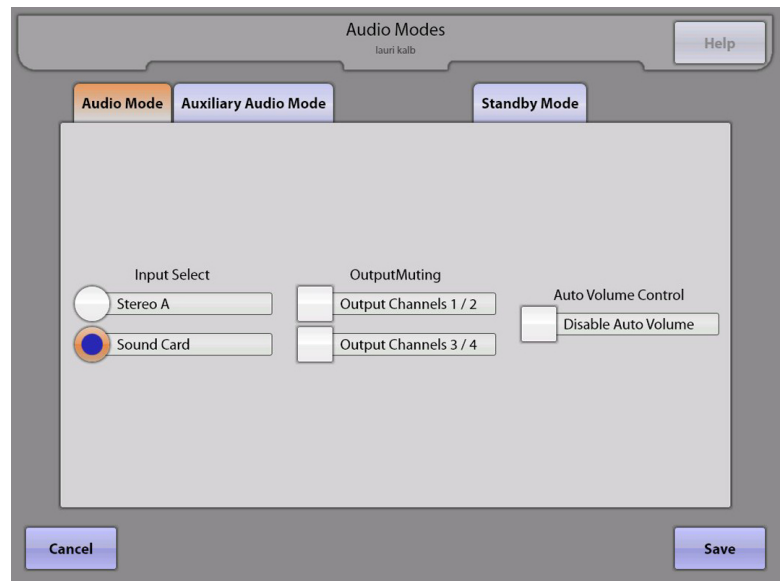 Audio Modes
lauri kalb
Help
Audio Mode
Auxiliary Audio Mode
Standby Mode
Input Select
Stereo A
Sound Card
OutputMuting
Output Channels 1 / 2
Output Channels 3 / 4
Auto Volume Control
Disable Auto Volume
Cancel
Save